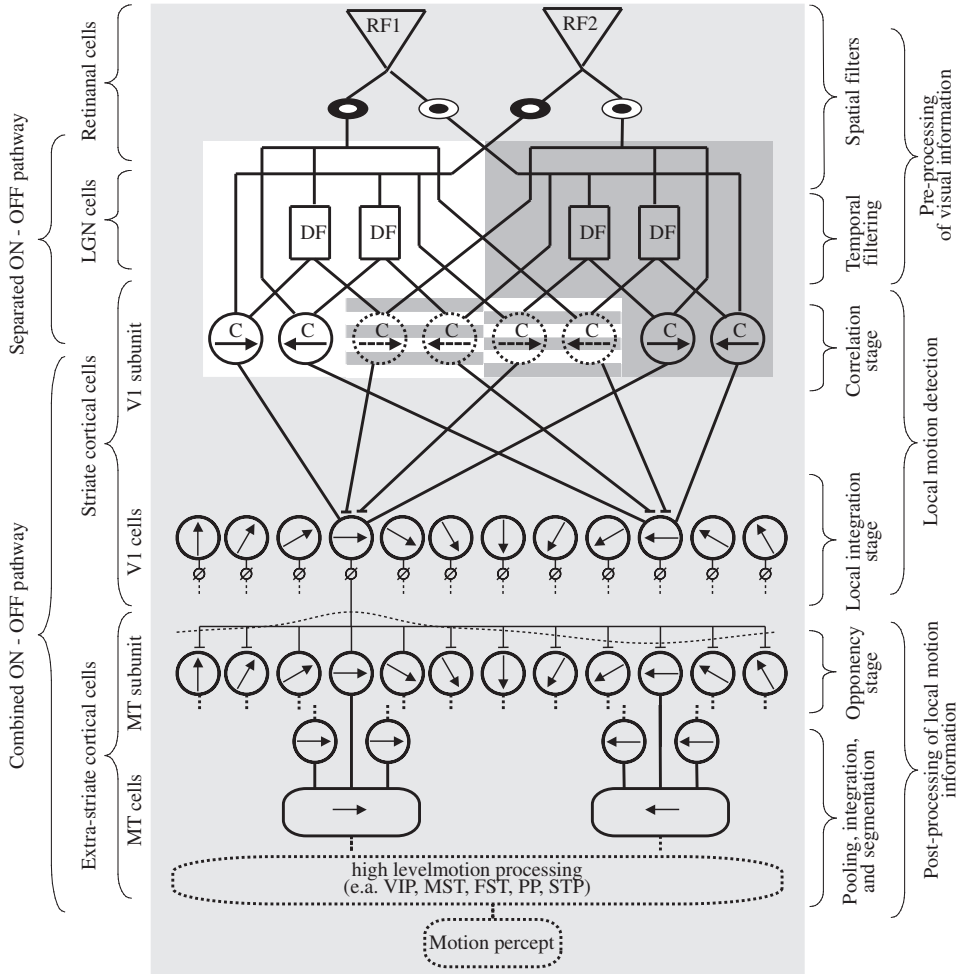 RF1
RF2
DF
DF
DF
DF
C
C
C
C
C
C
C
C
high levelmotion processing
(e.a. VIP, MST, FST, PP, STP)
Motion percept
Separated ON - OFF pathway
Combined ON - OFF pathway
Retinanal cells
LGN cells
Striate cortical cells
Extra-striate cortical cells
V1 subunit
V1 cells
MT subunit
MT cells
Spatial filters
Temporal
filtering
Correlation
stage
Local integration
stage
Opponency
stage
Pooling, integration,
and segmentation
Pre-processing
of visual information
Local motion detection
Post-processing of local motion
information